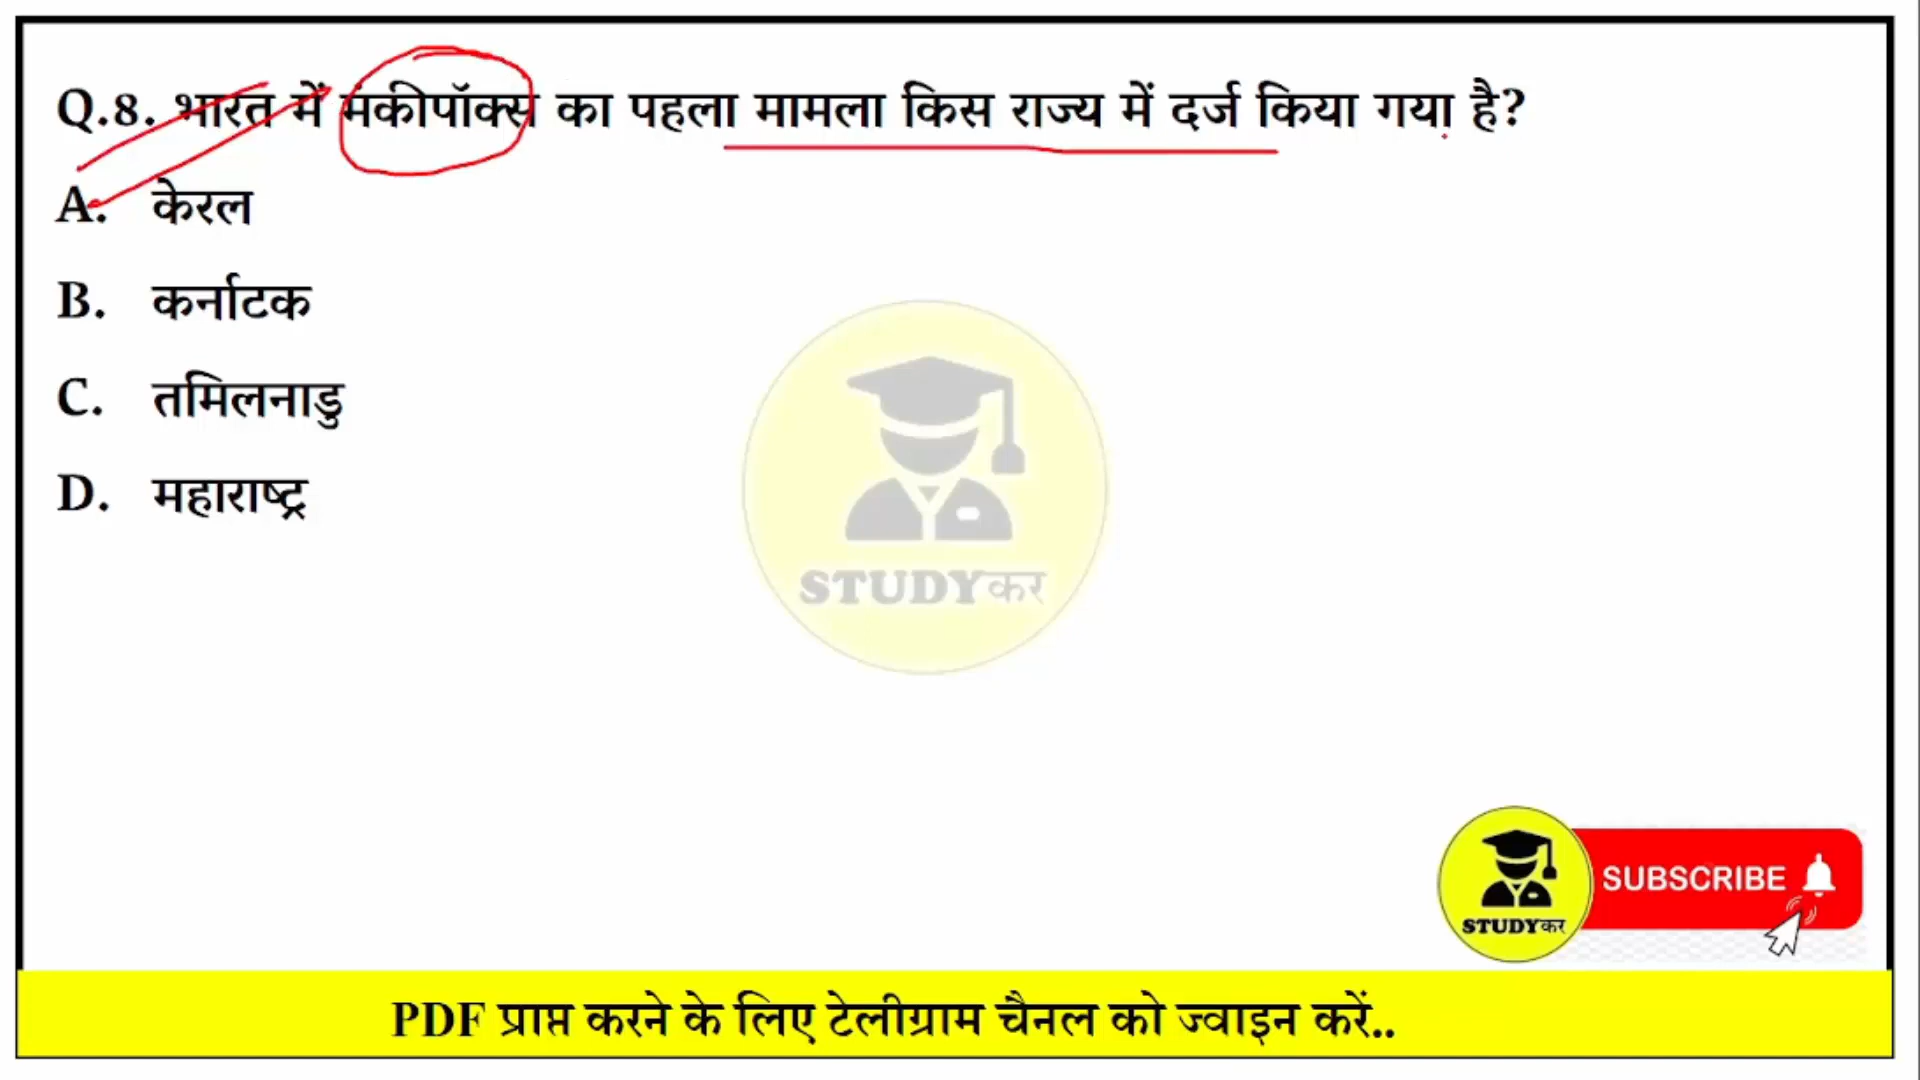 Q.8. भारत में मंकीपॉक्स का पहला मामला किस राज्य में दर्ज किया गया है?
A. केरल
B. कर्नाटक
C. तमिलनाडु
D. महाराष्ट्र
STUDYकर
SUBSCRIBE
STUDYकर
PDF प्राप्त करने के लिए टेलीग्राम चैनल को ज्वाइन करें..